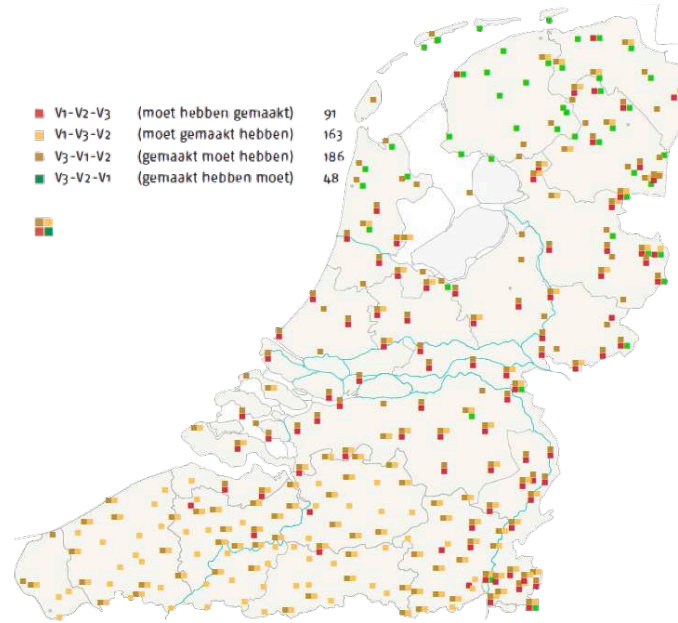 V1-V2-V3 (moet hebben gemaakt) 91
V1-V3-V2 (moet gemaakt hebben) 163
V3-V1-V2 (gemaakt moet hebben) 186
V3-V2-V1 (gemaakt hebben moet) 48